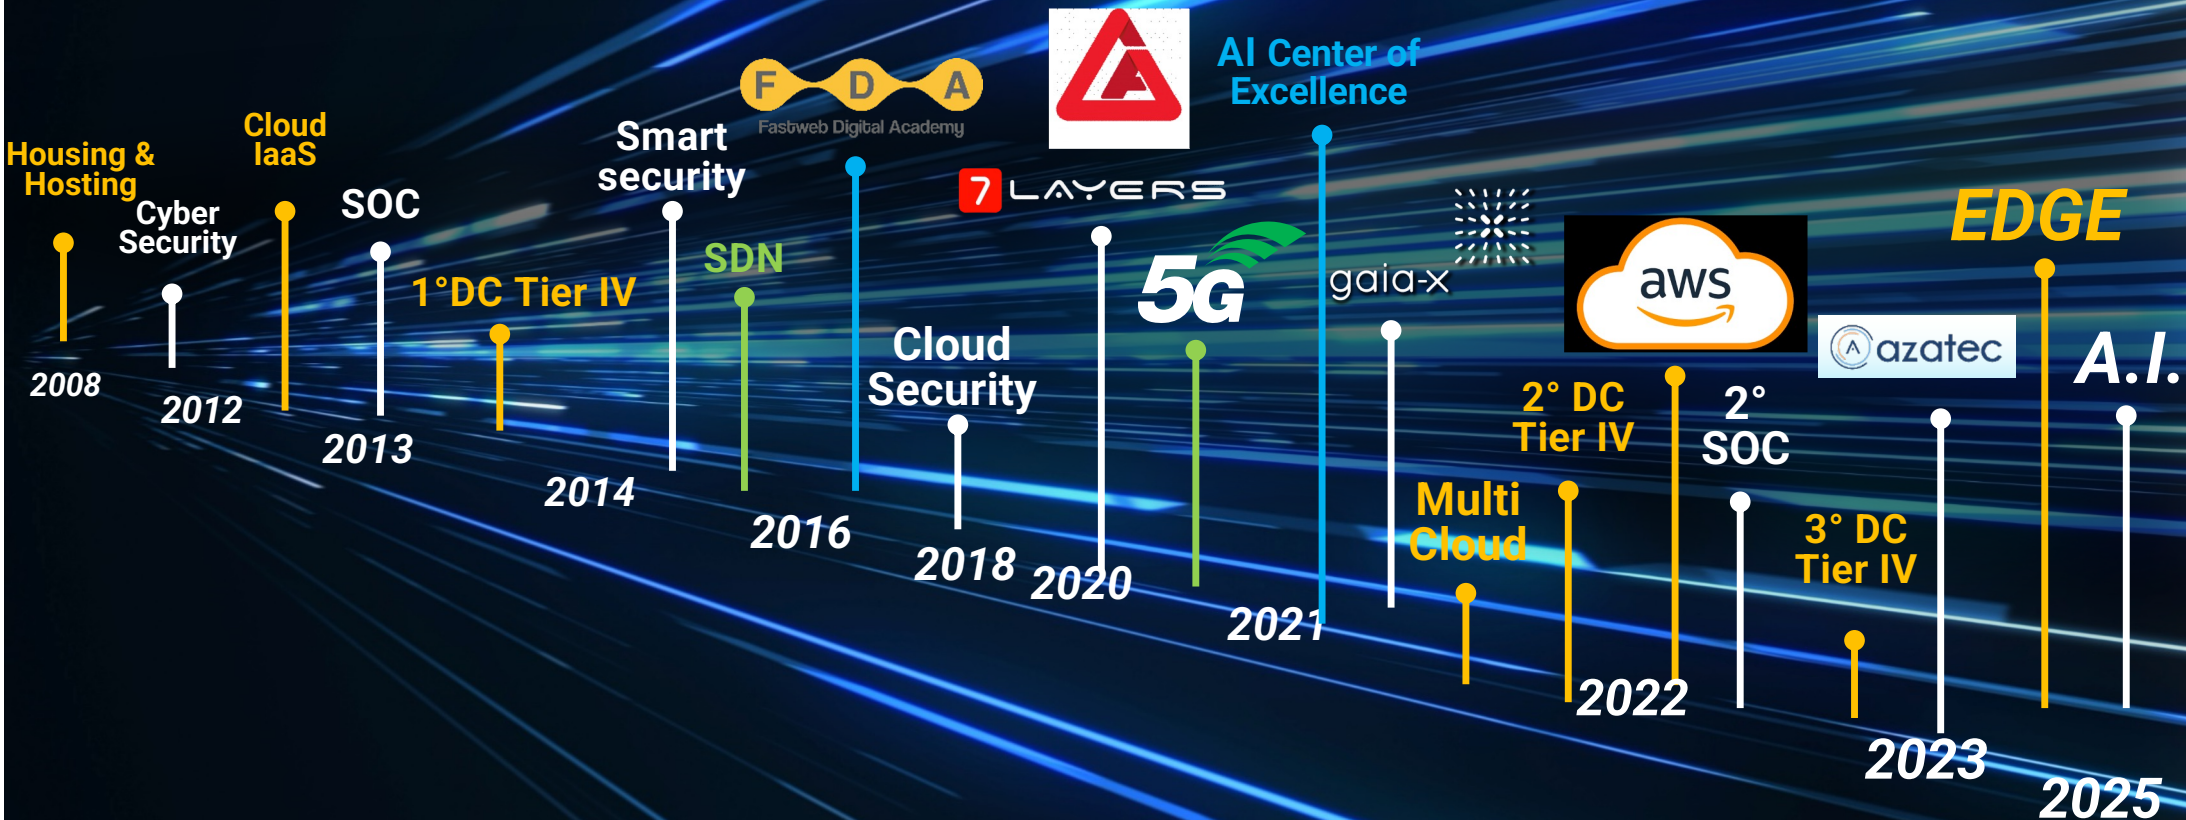 Housing &
Hosting
2008
Cyber
Security
2012
Cloud
IaaS
SOC
2013
1°DC Tier IV
2014
Smart
security
SDN
F D A
Fastweb Digital Academy
2016
Cloud
Security
2018
7 LAYERS
2020
5G
AI Center of
Excellence
2021
gaia-x
Multi
Cloud
2° DC
Tier IV
aws
2022
2°
SOC
3° DC
Tier IV
azatec
2023
EDGE
A.I.
2025